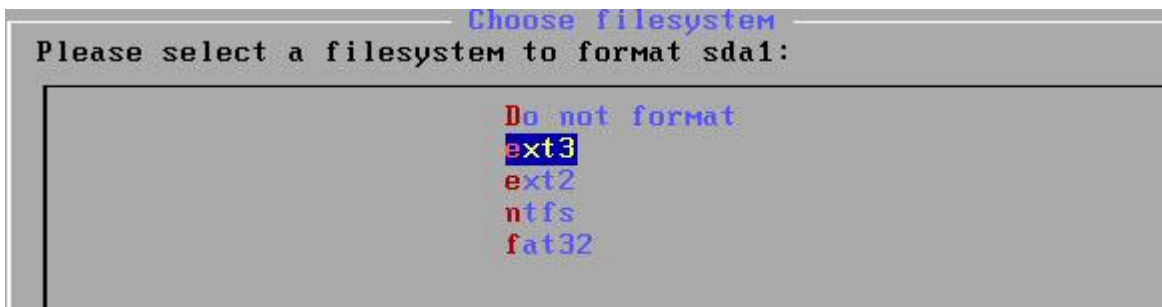 Choose filesystem
Please select a filesystem to format sda1:
Do not format
ext3
ext2
ntfs
fat32